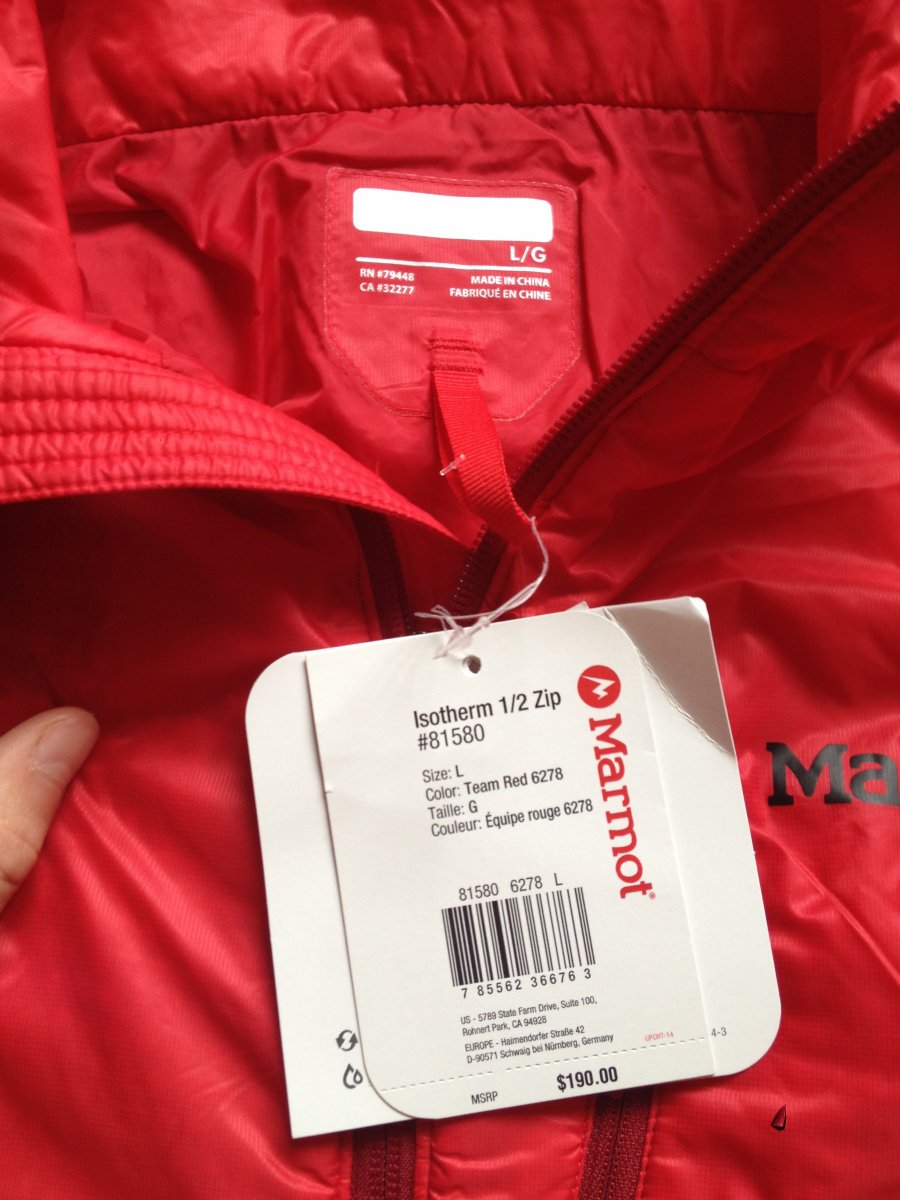 L/G
RN #79448
CA #32277
MADE IN CHINA
FABRIQUÉ EN CHINE
Isotherm 1/2 Zip
#81580
Size: L
Color: Team Red 6278
Taille: G
Couleur: Équipe rouge 6278
Marmot®
81580 6278 L
7 85562 36676 3
US - 5789 State Farm Drive, Suite 100,
Rohnert Park, CA 94928
EUROPE - Haimendorfer Straße 42
D-90571 Schwaig bei Nürnberg, Germany
UPCHT-14
4-3
MSRP $190.00
Ma